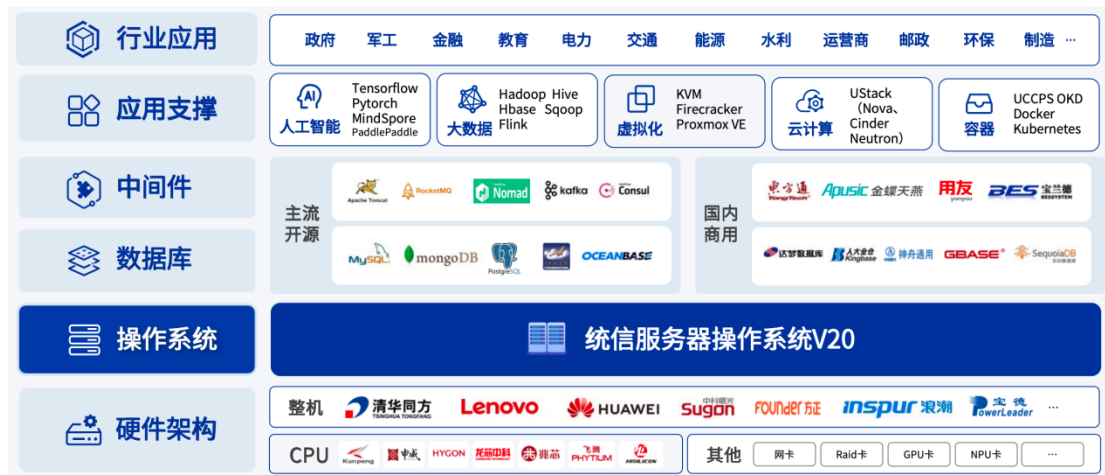 行业应用
政府 军工 金融 教育 电力 交通 能源 水利 运营商 邮政 环保 制造 ···
应用支撑
AI
人工智能
Tensorflow
Pytorch
MindSpore
PaddlePaddle
大数据
Hadoop Hive
Hbase Sqoop
Flink
虚拟化
KVM
Firecracker
Proxmox VE
云计算
UStack
（Nova、
Cinder
Neutron）
容器
UCCPS OKD
Docker
Kubernetes
中间件
数据库
主流
开源
Apache Tomcat
RocketMQ
Nomad
kafka
Consul
MySQL
mongoDB
PostgreSQL
OCEANBASE
国内
商用
东方通
TongTech
Apusic 金蝶天燕
用友
yonyou
BES 宝兰德
BESSYSTEM
达梦数据库
人大金仓
Kingbase
神舟通用
GBASE
SequoiaDB
操作系统
统信服务器操作系统V20
硬件架构
整机
清华同方
TSINGHUA TONGFANG
Lenovo
HUAWEI
中科曙光
Sugon
FOUNDER 方正
inspur 浪潮
宝德
PowerLeader
···
CPU
Kunpeng
申威
HYGON
龙芯中科
兆芯
飞腾
PHYTIUM
HISILICON
其他
网卡
Raid卡
GPU卡
NPU卡
···